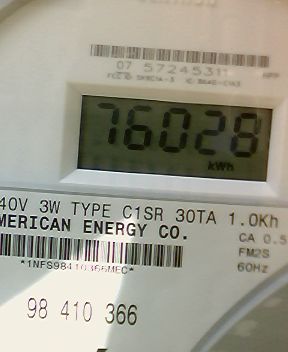 07 57245311
76028
kWh
40V 3W TYPE C1SR 30TA 1.0Kh
MERICAN ENERGY CO.
CA 0.5
FM2S
60Hz
*1NFS98410366MEC*
98 410 366